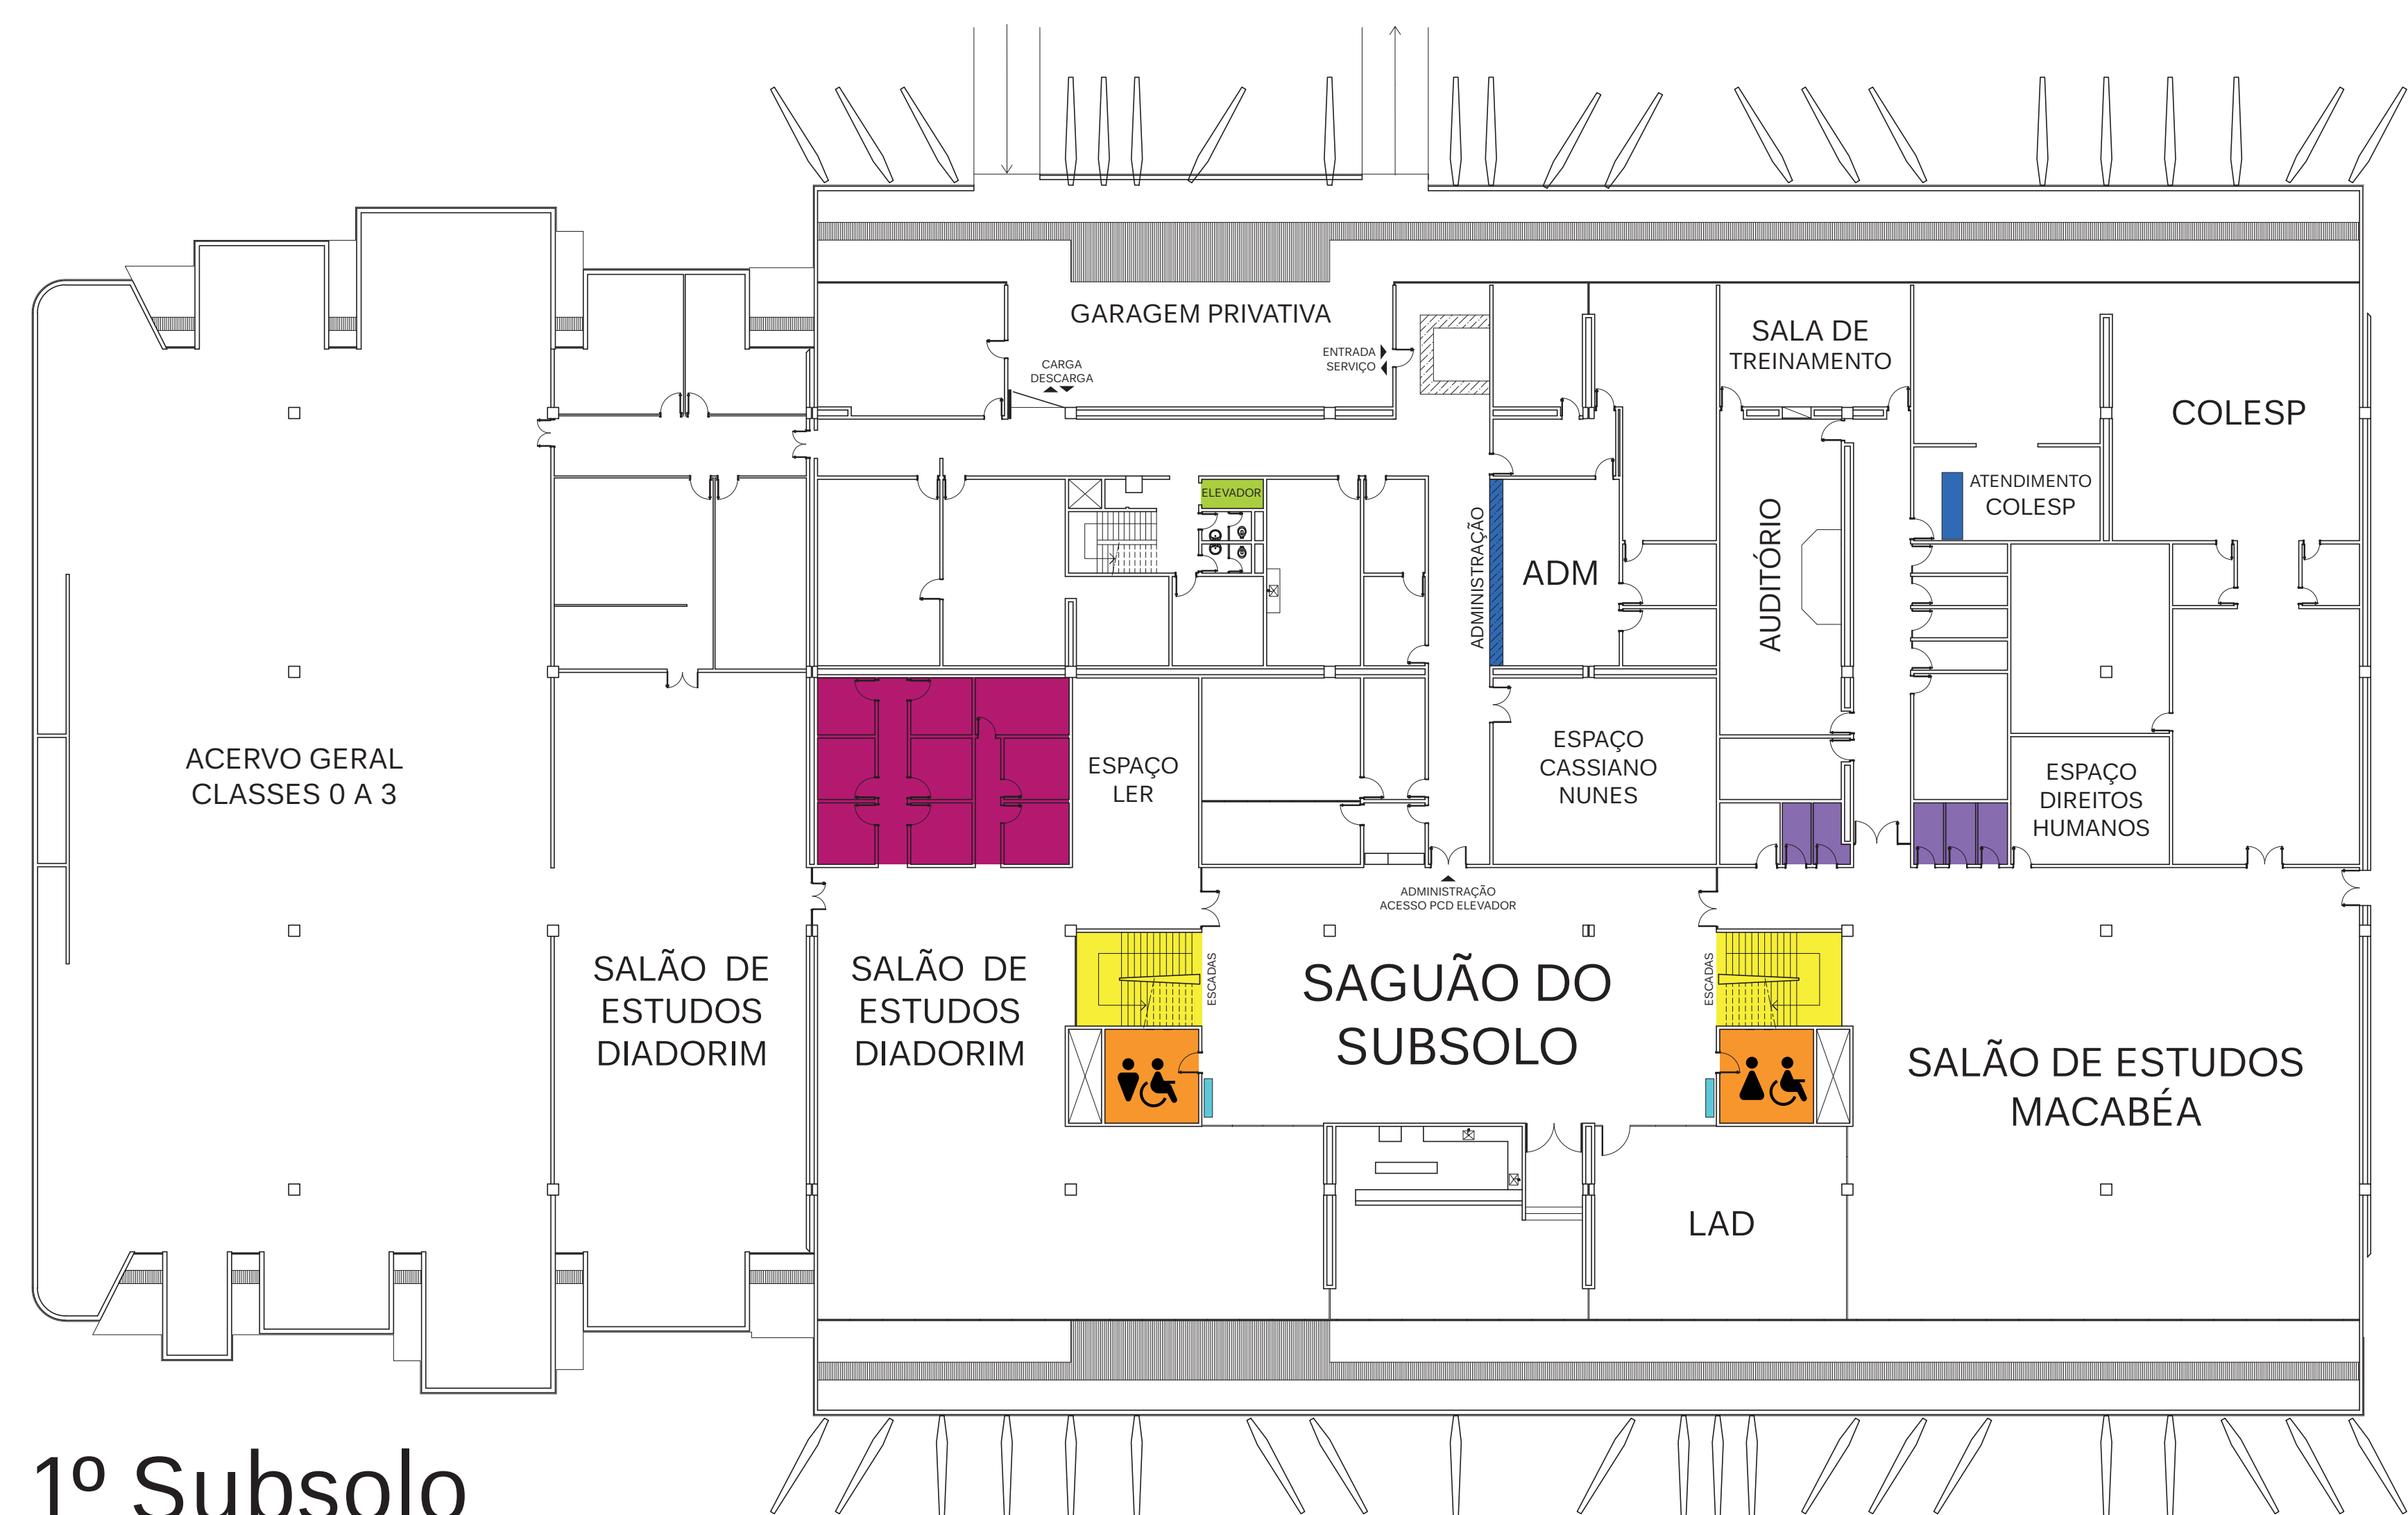 GARAGEM PRIVATIVA
CARGA
DESCARGA
ENTRADA
SERVIÇO
SALA DE
TREINAMENTO
COLESP
ELEVADOR
ATENDIMENTO
COLESP
ADMINISTRAÇÃO
ADM
AUDITÓRIO
ACERVO GERAL
CLASSES 0 A 3
ESPAÇO
LER
ESPAÇO
CASSIANO
NUNES
ESPAÇO
DIREITOS
HUMANOS
ADMINISTRAÇÃO
ACESSO PCD ELEVADOR
SALÃO DE
ESTUDOS
DIADORIM
SALÃO DE
ESTUDOS
DIADORIM
ESCADAS
SAGUÃO DO
SUBSOLO
ESCADAS
SALÃO DE ESTUDOS
MACABÉA
LAD
1º Subsolo